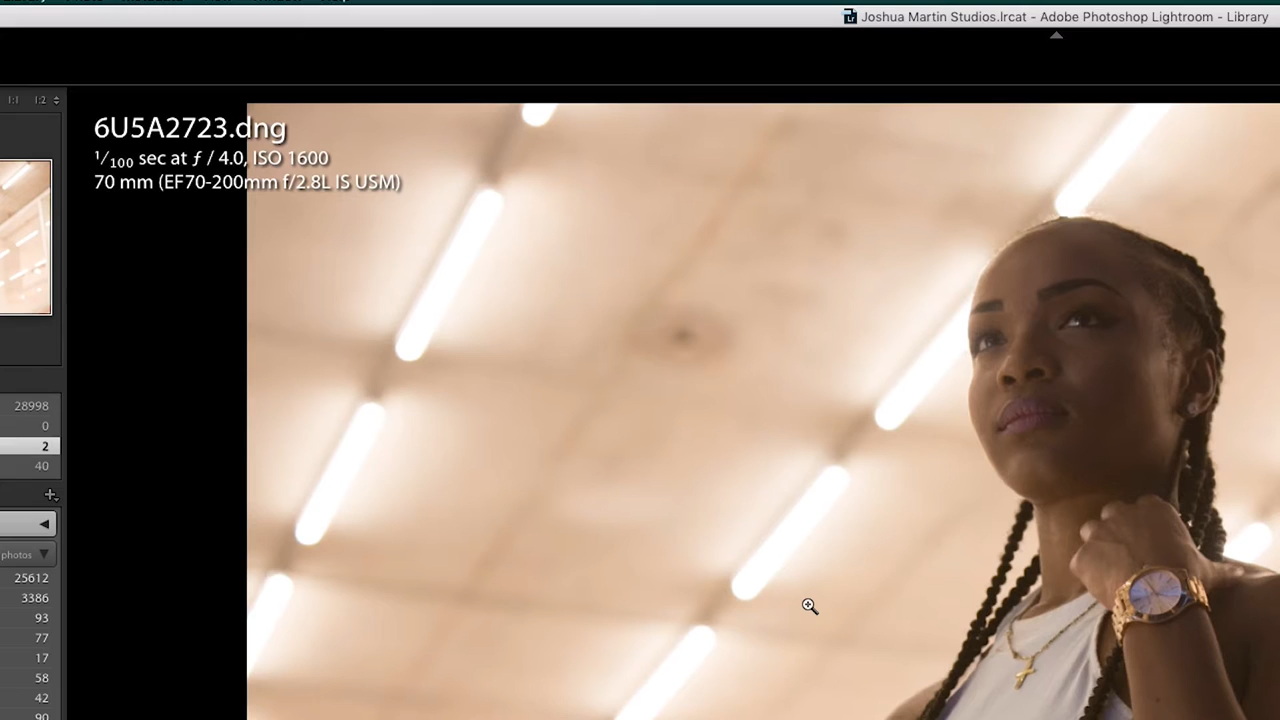 Joshua Martin Studios.lrcat - Adobe Photoshop Lightroom - Library
1:1 1:2
6U5A2723.dng
1/100 sec at ƒ / 4.0, ISO 1600
70 mm (EF70-200mm f/2.8L IS USM)
28998
0
2
40
photos
25612
3386
93
77
17
58
42
90